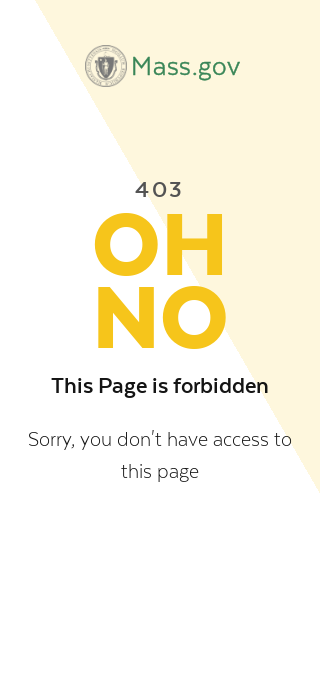 Mass.gov
403
OH
NO
This Page is forbidden
Sorry, you don't have access to
this page